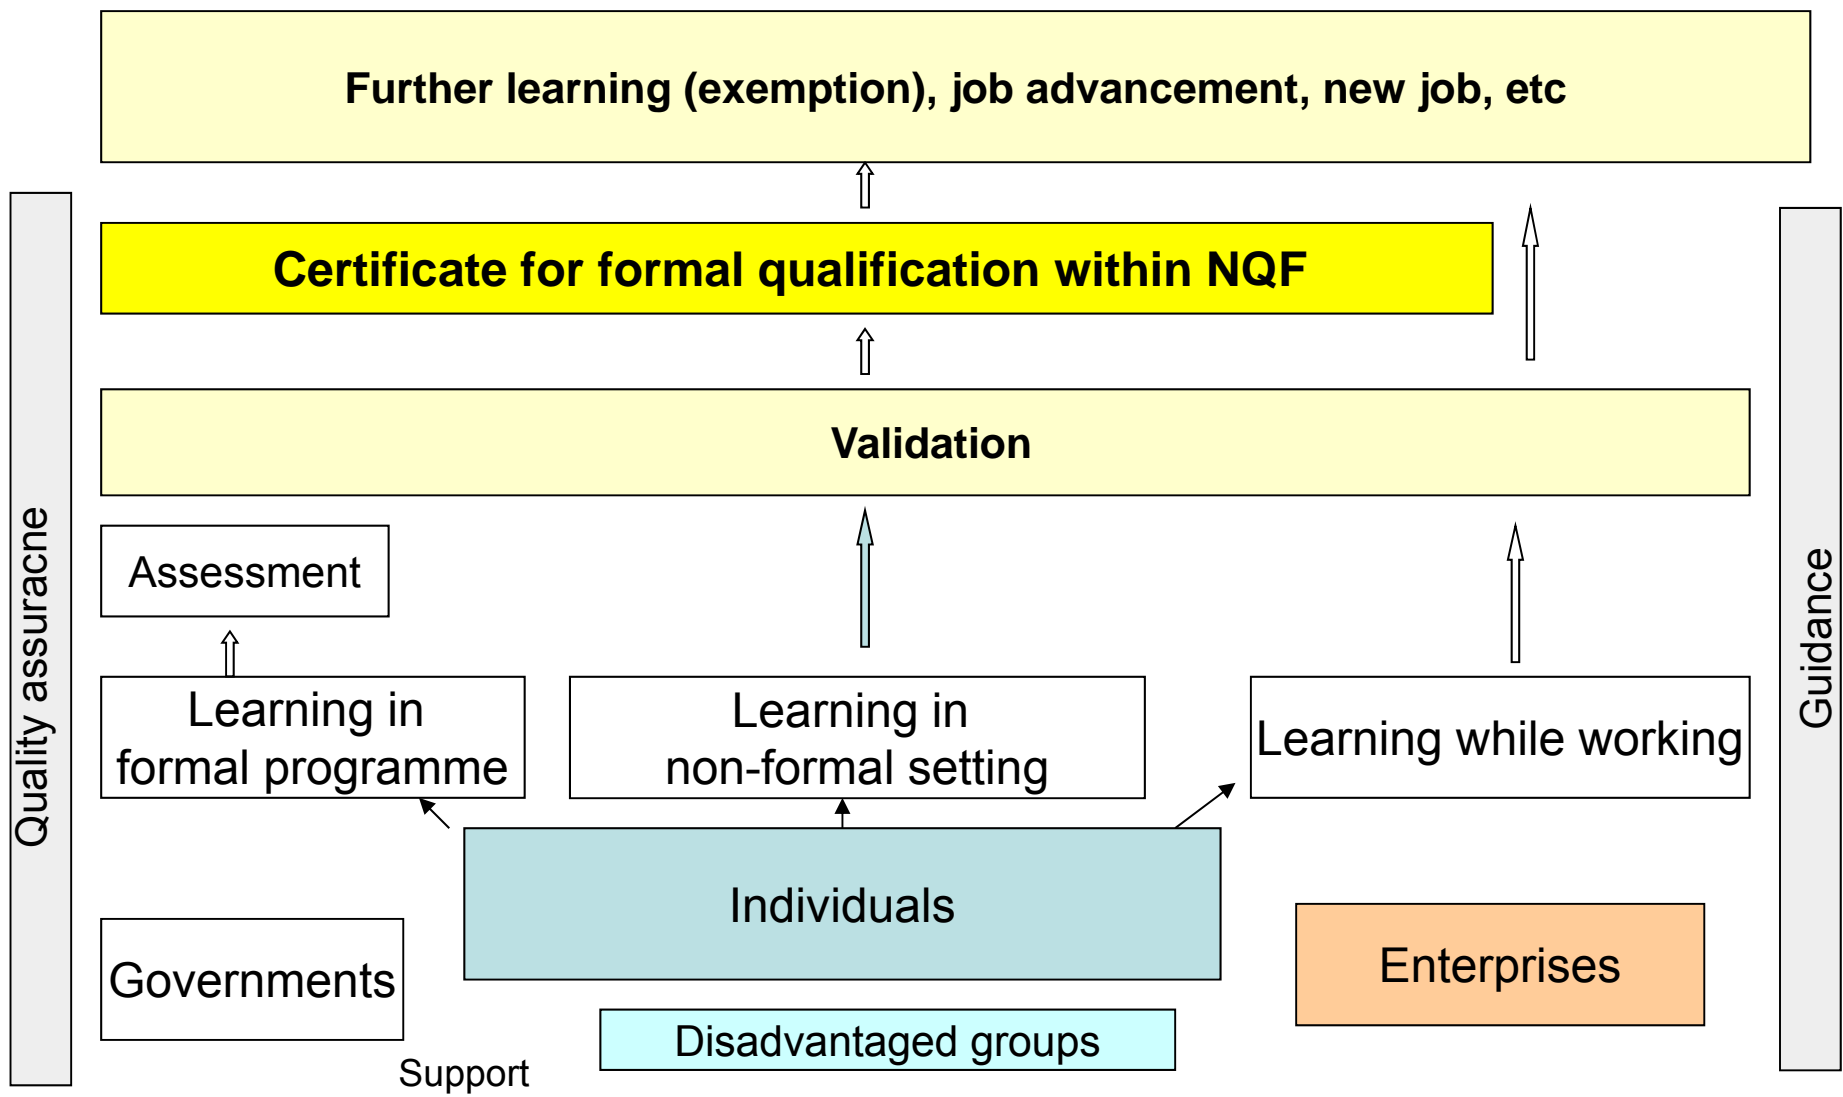 Further learning (exemption), job advancement, new job, etc
Certificate for formal qualification within NQF
Validation
Quality assuracne
Assessment
Guidance
Learning in
formal programme
Learning in
non-formal setting
Learning while working
Individuals
Governments
Enterprises
Disadvantaged groups
Support